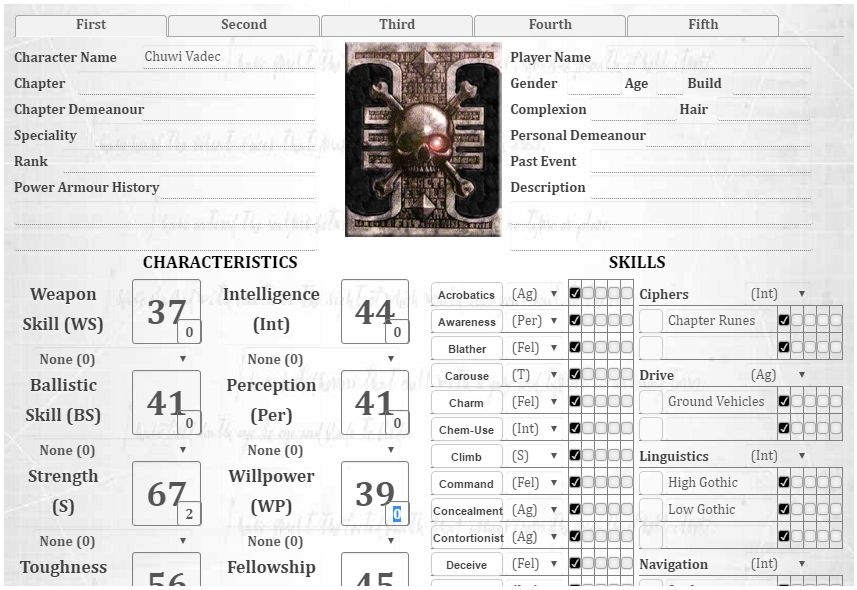 First Second Third Fourth Fifth
Character Name Chuwi Vadec
Chapter
Chapter Demeanour
Speciality
Rank
Power Armour History
Player Name
Gender Age Build
Complexion Hair
Personal Demeanour
Past Event
Description
CHARACTERISTICS
Weapon
Skill (WS)
37
0
None (0)
Intelligence
(Int)
44
0
None (0)
Ballistic
Skill (BS)
41
0
None (0)
Perception
(Per)
41
0
None (0)
Strength
(S)
67
2
None (0)
Willpower
(WP)
39
0
None (0)
Toughness
56
Fellowship
45
SKILLS
Acrobatics (Ag)
Awareness (Per)
Blather (Fel)
Carouse (T)
Charm (Fel)
Chem-Use (Int)
Climb (S)
Command (Fel)
Concealment (Ag)
Contortionist (Ag)
Deceive (Fel)
Ciphers (Int)
Chapter Runes
Drive (Ag)
Ground Vehicles
Linguistics (Int)
High Gothic
Low Gothic
Navigation (Int)